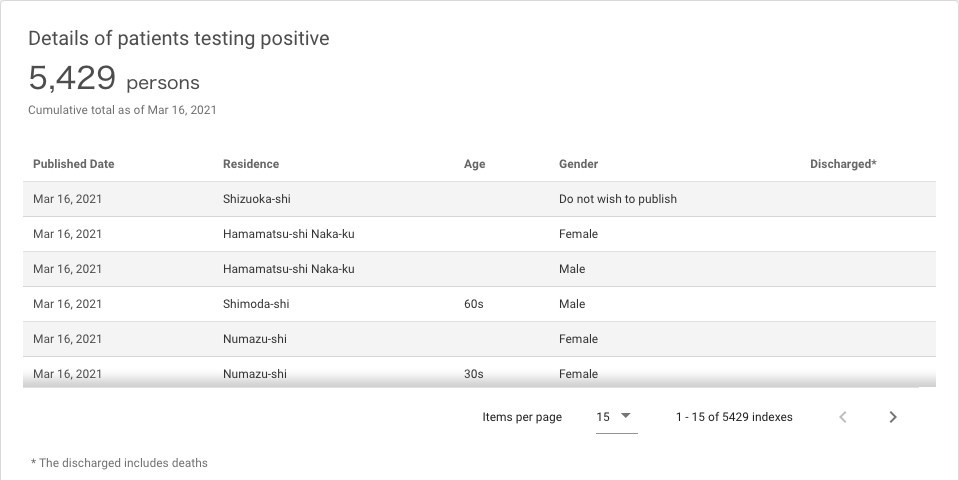 Details of patients testing positive
5,429 persons
Cumulative total as of Mar 16, 2021
Published Date Residence Age Gender Discharged*
Mar 16, 2021 Shizuoka-shi Do not wish to publish
Mar 16, 2021 Hamamatsu-shi Naka-ku Female
Mar 16, 2021 Hamamatsu-shi Naka-ku Male
Mar 16, 2021 Shimoda-shi 60s Male
Mar 16, 2021 Numazu-shi Female
Mar 16, 2021 Numazu-shi 30s Female
Items per page 15 1 - 15 of 5429 indexes
* The discharged includes deaths